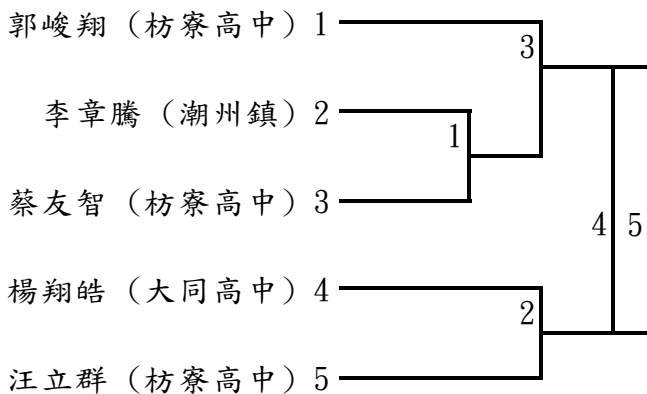 郭峻翔（枋寮高中）1
3
李章騰（潮州鎮）2
1
蔡友智（枋寮高中）3
4 5
楊翔皓（大同高中）4
2
汪立群（枋寮高中）5